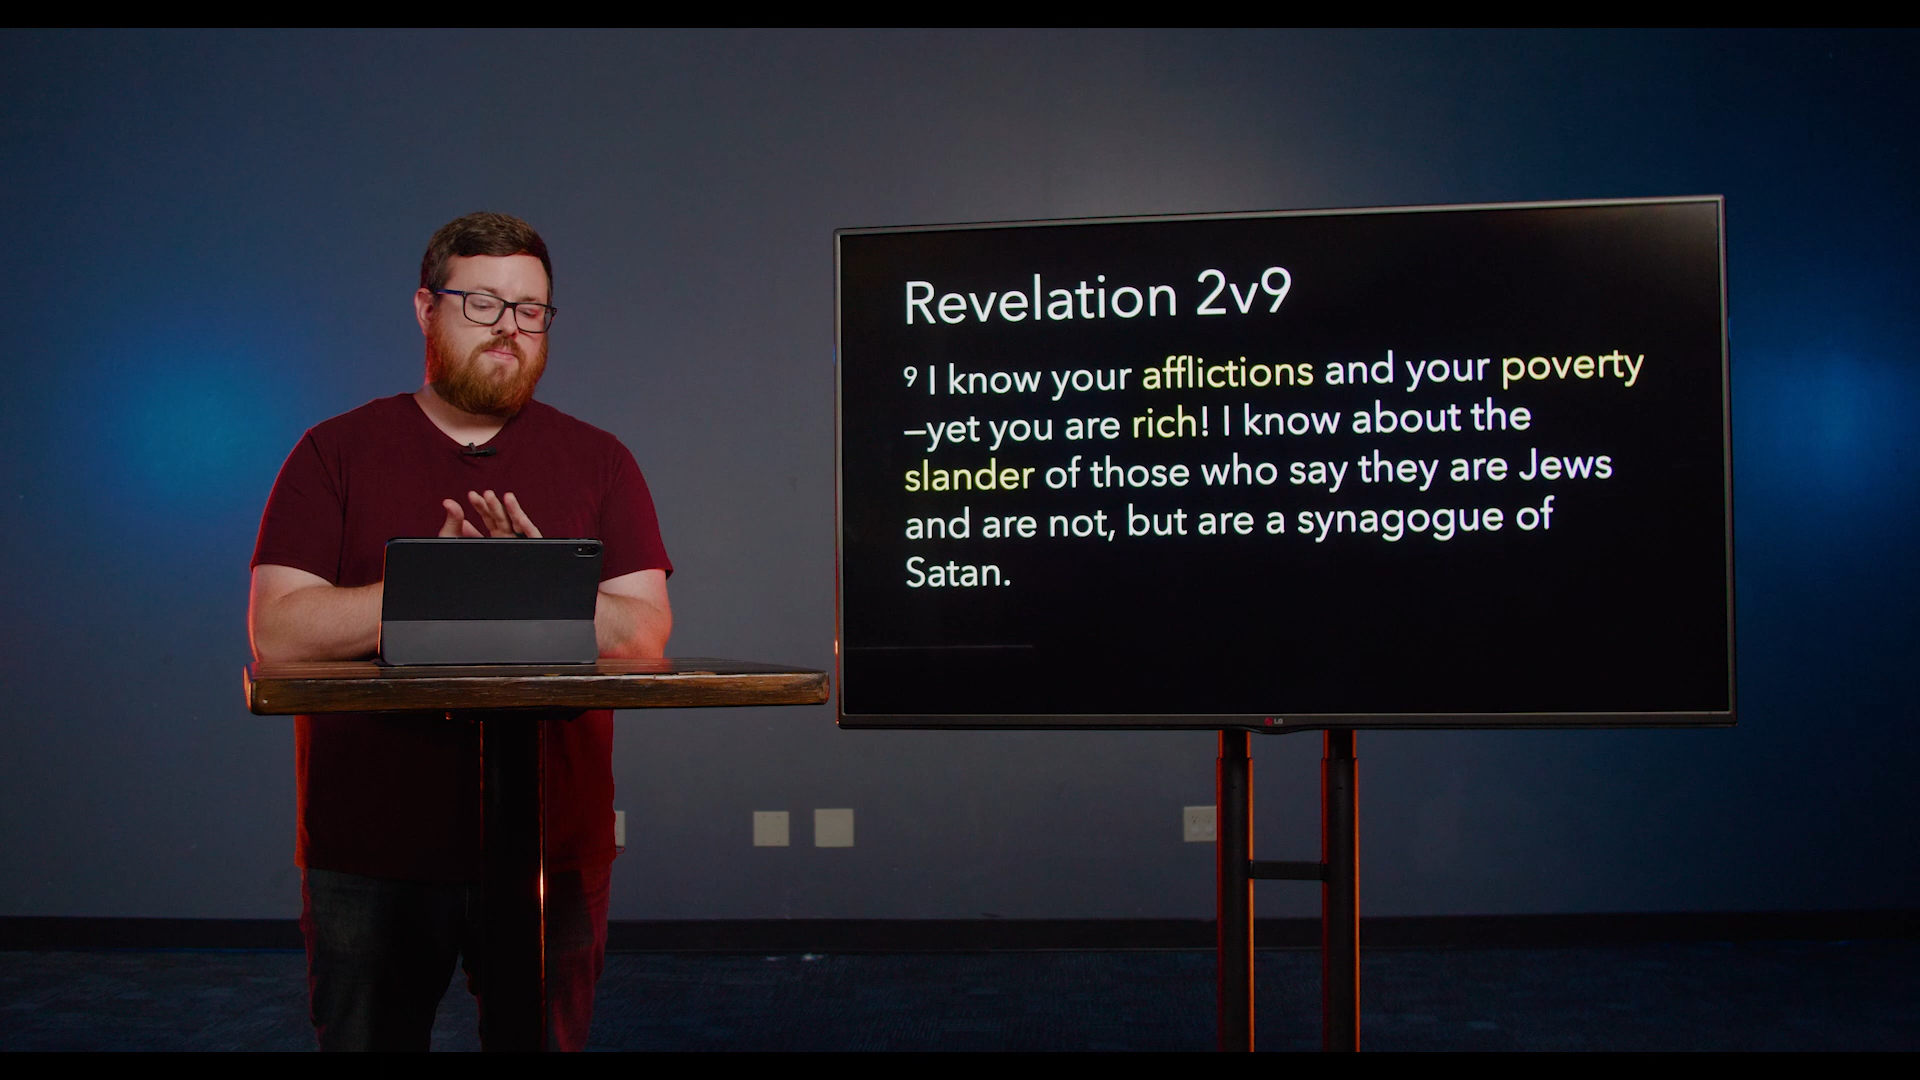 Revelation 2v9
⁹ I know your afflictions and your poverty
–yet you are rich! I know about the
slander of those who say they are Jews
and are not, but are a synagogue of
Satan.
LG